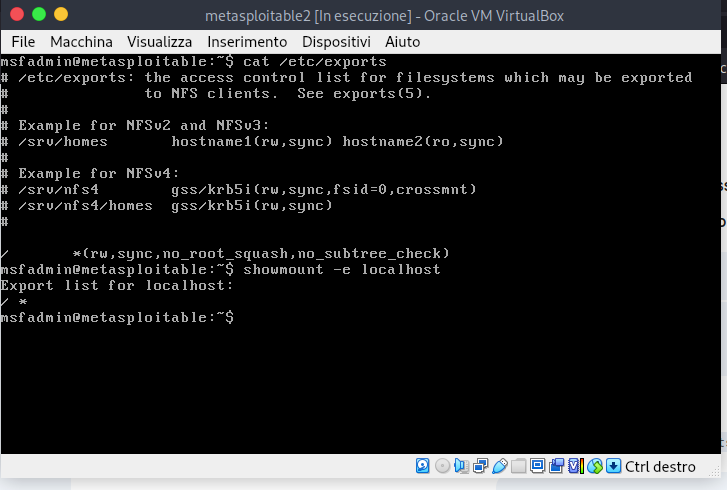 metasploitable2 [In esecuzione] - Oracle VM VirtualBox
File Macchina Visualizza Inserimento Dispositivi Aiuto
msfadmin@metasploitable:~$ cat /etc/exports
# /etc/exports: the access control list for filesystems which may be exported
#               to NFS clients.  See exports(5).
#
# Example for NFSv2 and NFSv3:
# /srv/homes       hostname1(rw,sync) hostname2(ro,sync)
#
# Example for NFSv4:
# /srv/nfs4        gss/krb5i(rw,sync,fsid=0,crossmnt)
# /srv/nfs4/homes  gss/krb5i(rw,sync)
#
/        *(rw,sync,no_root_squash,no_subtree_check)
msfadmin@metasploitable:~$ showmount -e localhost
Export list for localhost:
/ *
msfadmin@metasploitable:~$
Ctrl destro